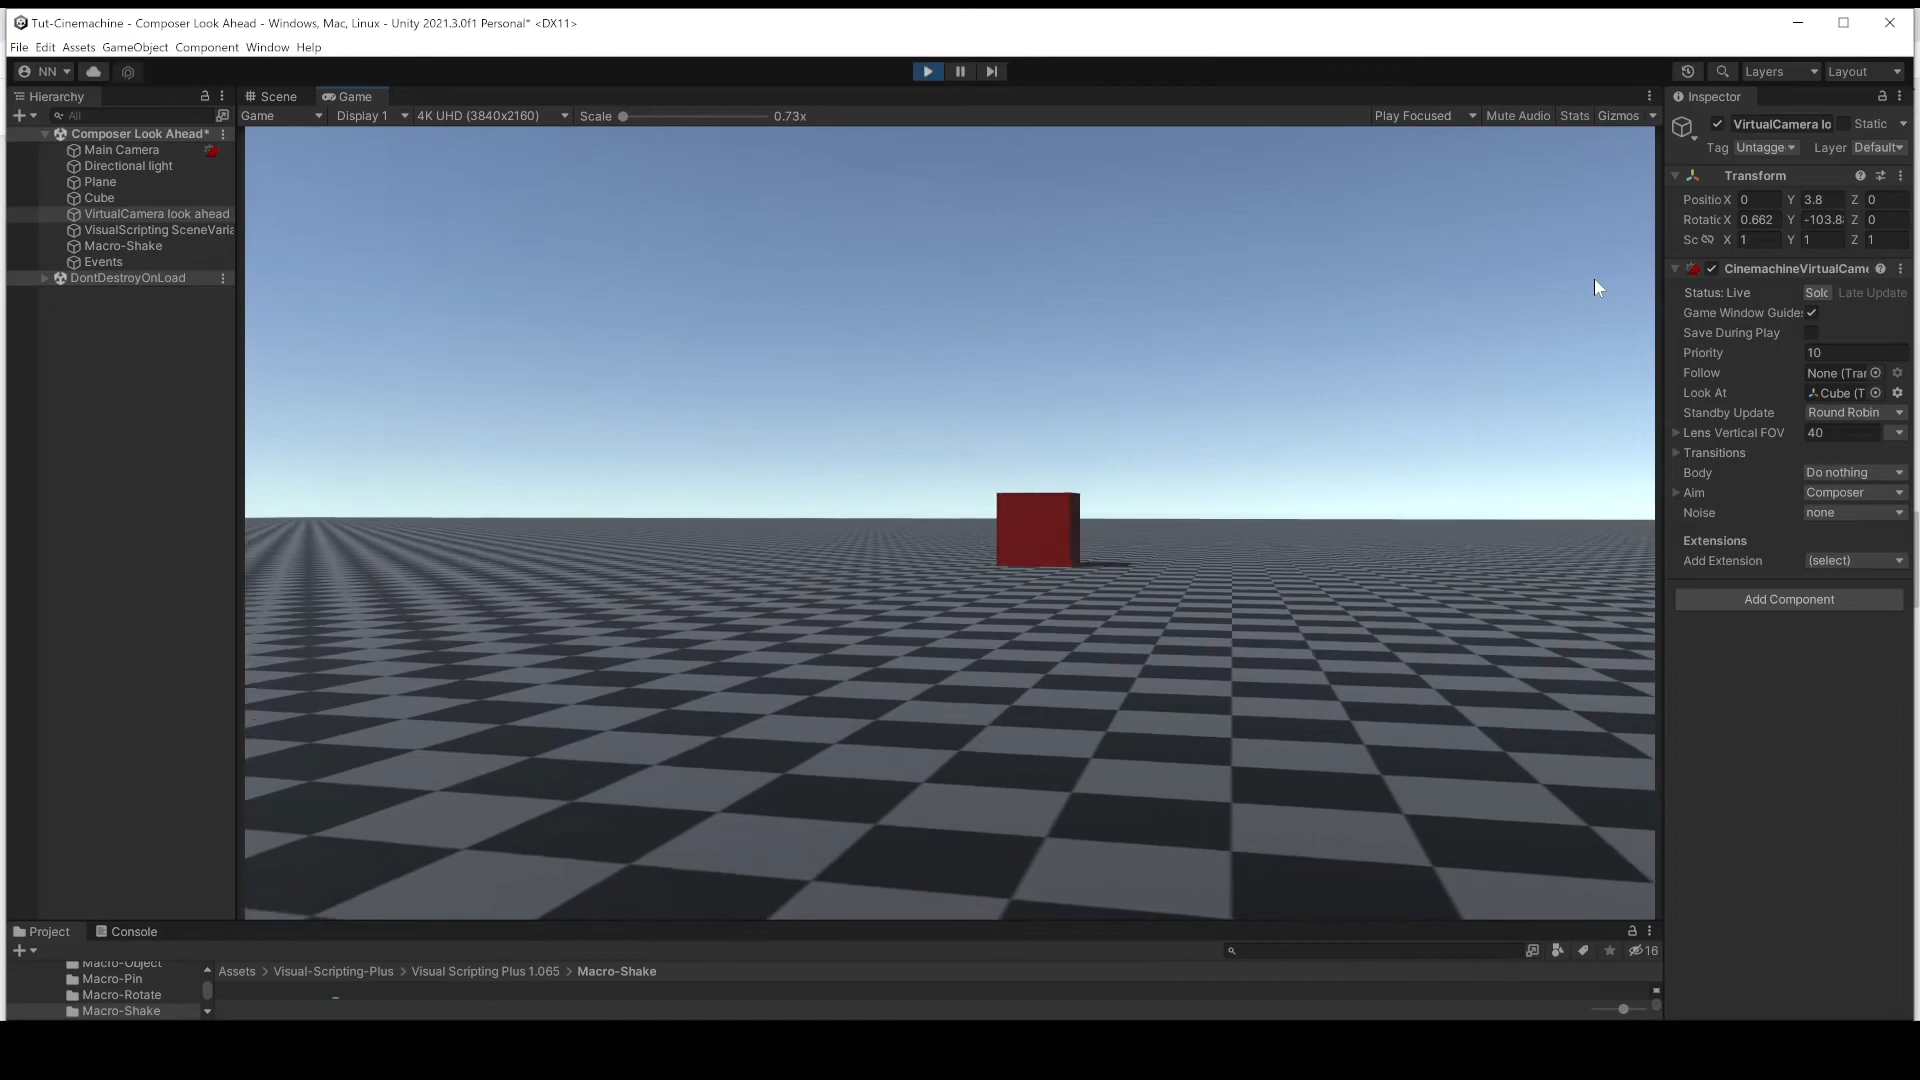 Tut-Cinemachine - Composer Look Ahead - Windows, Mac, Linux - Unity 2021.3.0f1 Personal* <DX11>
File Edit Assets GameObject Component Window Help
NN Layers Layout
Hierarchy
All
Composer Look Ahead*
Main Camera
Directional light
Plane
Cube
VirtualCamera look ahead
VisualScripting SceneVaria
Macro-Shake
Events
DontDestroyOnLoad
Scene Game
Game Display 1 4K UHD (3840x2160) Scale 0.73x Play Focused Mute Audio Stats Gizmos
Inspector
VirtualCamera lo Static
Tag Untagge Layer Default
Transform
Positio X 0 Y 3.8 Z 0
Rotatic X 0.662 Y -103.8 Z 0
Sc X 1 Y 1 Z 1
CinemachineVirtualCame
Status: Live Solo Late Update
Game Window Guides
Save During Play
Priority 10
Follow None (Tran
Look At Cube (T
Standby Update Round Robin
Lens Vertical FOV 40
Transitions
Body Do nothing
Aim Composer
Noise none
Extensions
Add Extension (select)
Add Component
Project Console
16
Macro-Object
Macro-Pin
Macro-Rotate
Macro-Shake
Assets > Visual-Scripting-Plus > Visual Scripting Plus 1.065 > Macro-Shake